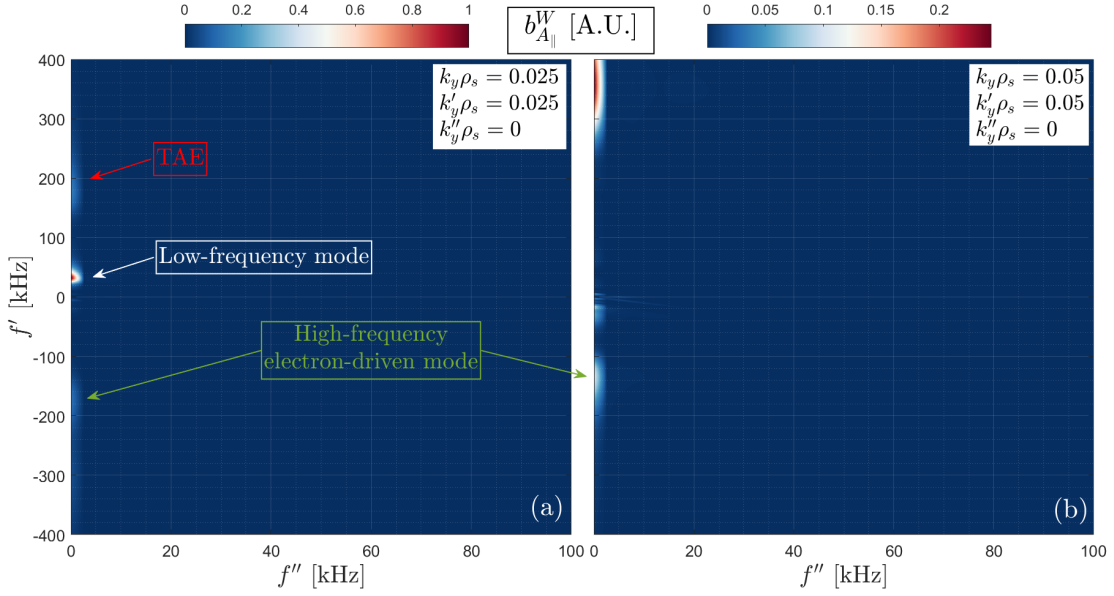 0 0.2 0.4 0.6 0.8 1
b^W_{A_∥} [A.U.]
0 0.05 0.1 0.15 0.2
400
300
200
100
0
-100
-200
-300
-400
f′ [kHz]
k_yρ_s = 0.025
k′_yρ_s = 0.025
k″_yρ_s = 0
TAE
Low-frequency mode
High-frequency
electron-driven mode
(a)
0 20 40 60 80 100
f″ [kHz]
k_yρ_s = 0.05
k′_yρ_s = 0.05
k″_yρ_s = 0
(b)
0 20 40 60 80 100
f″ [kHz]